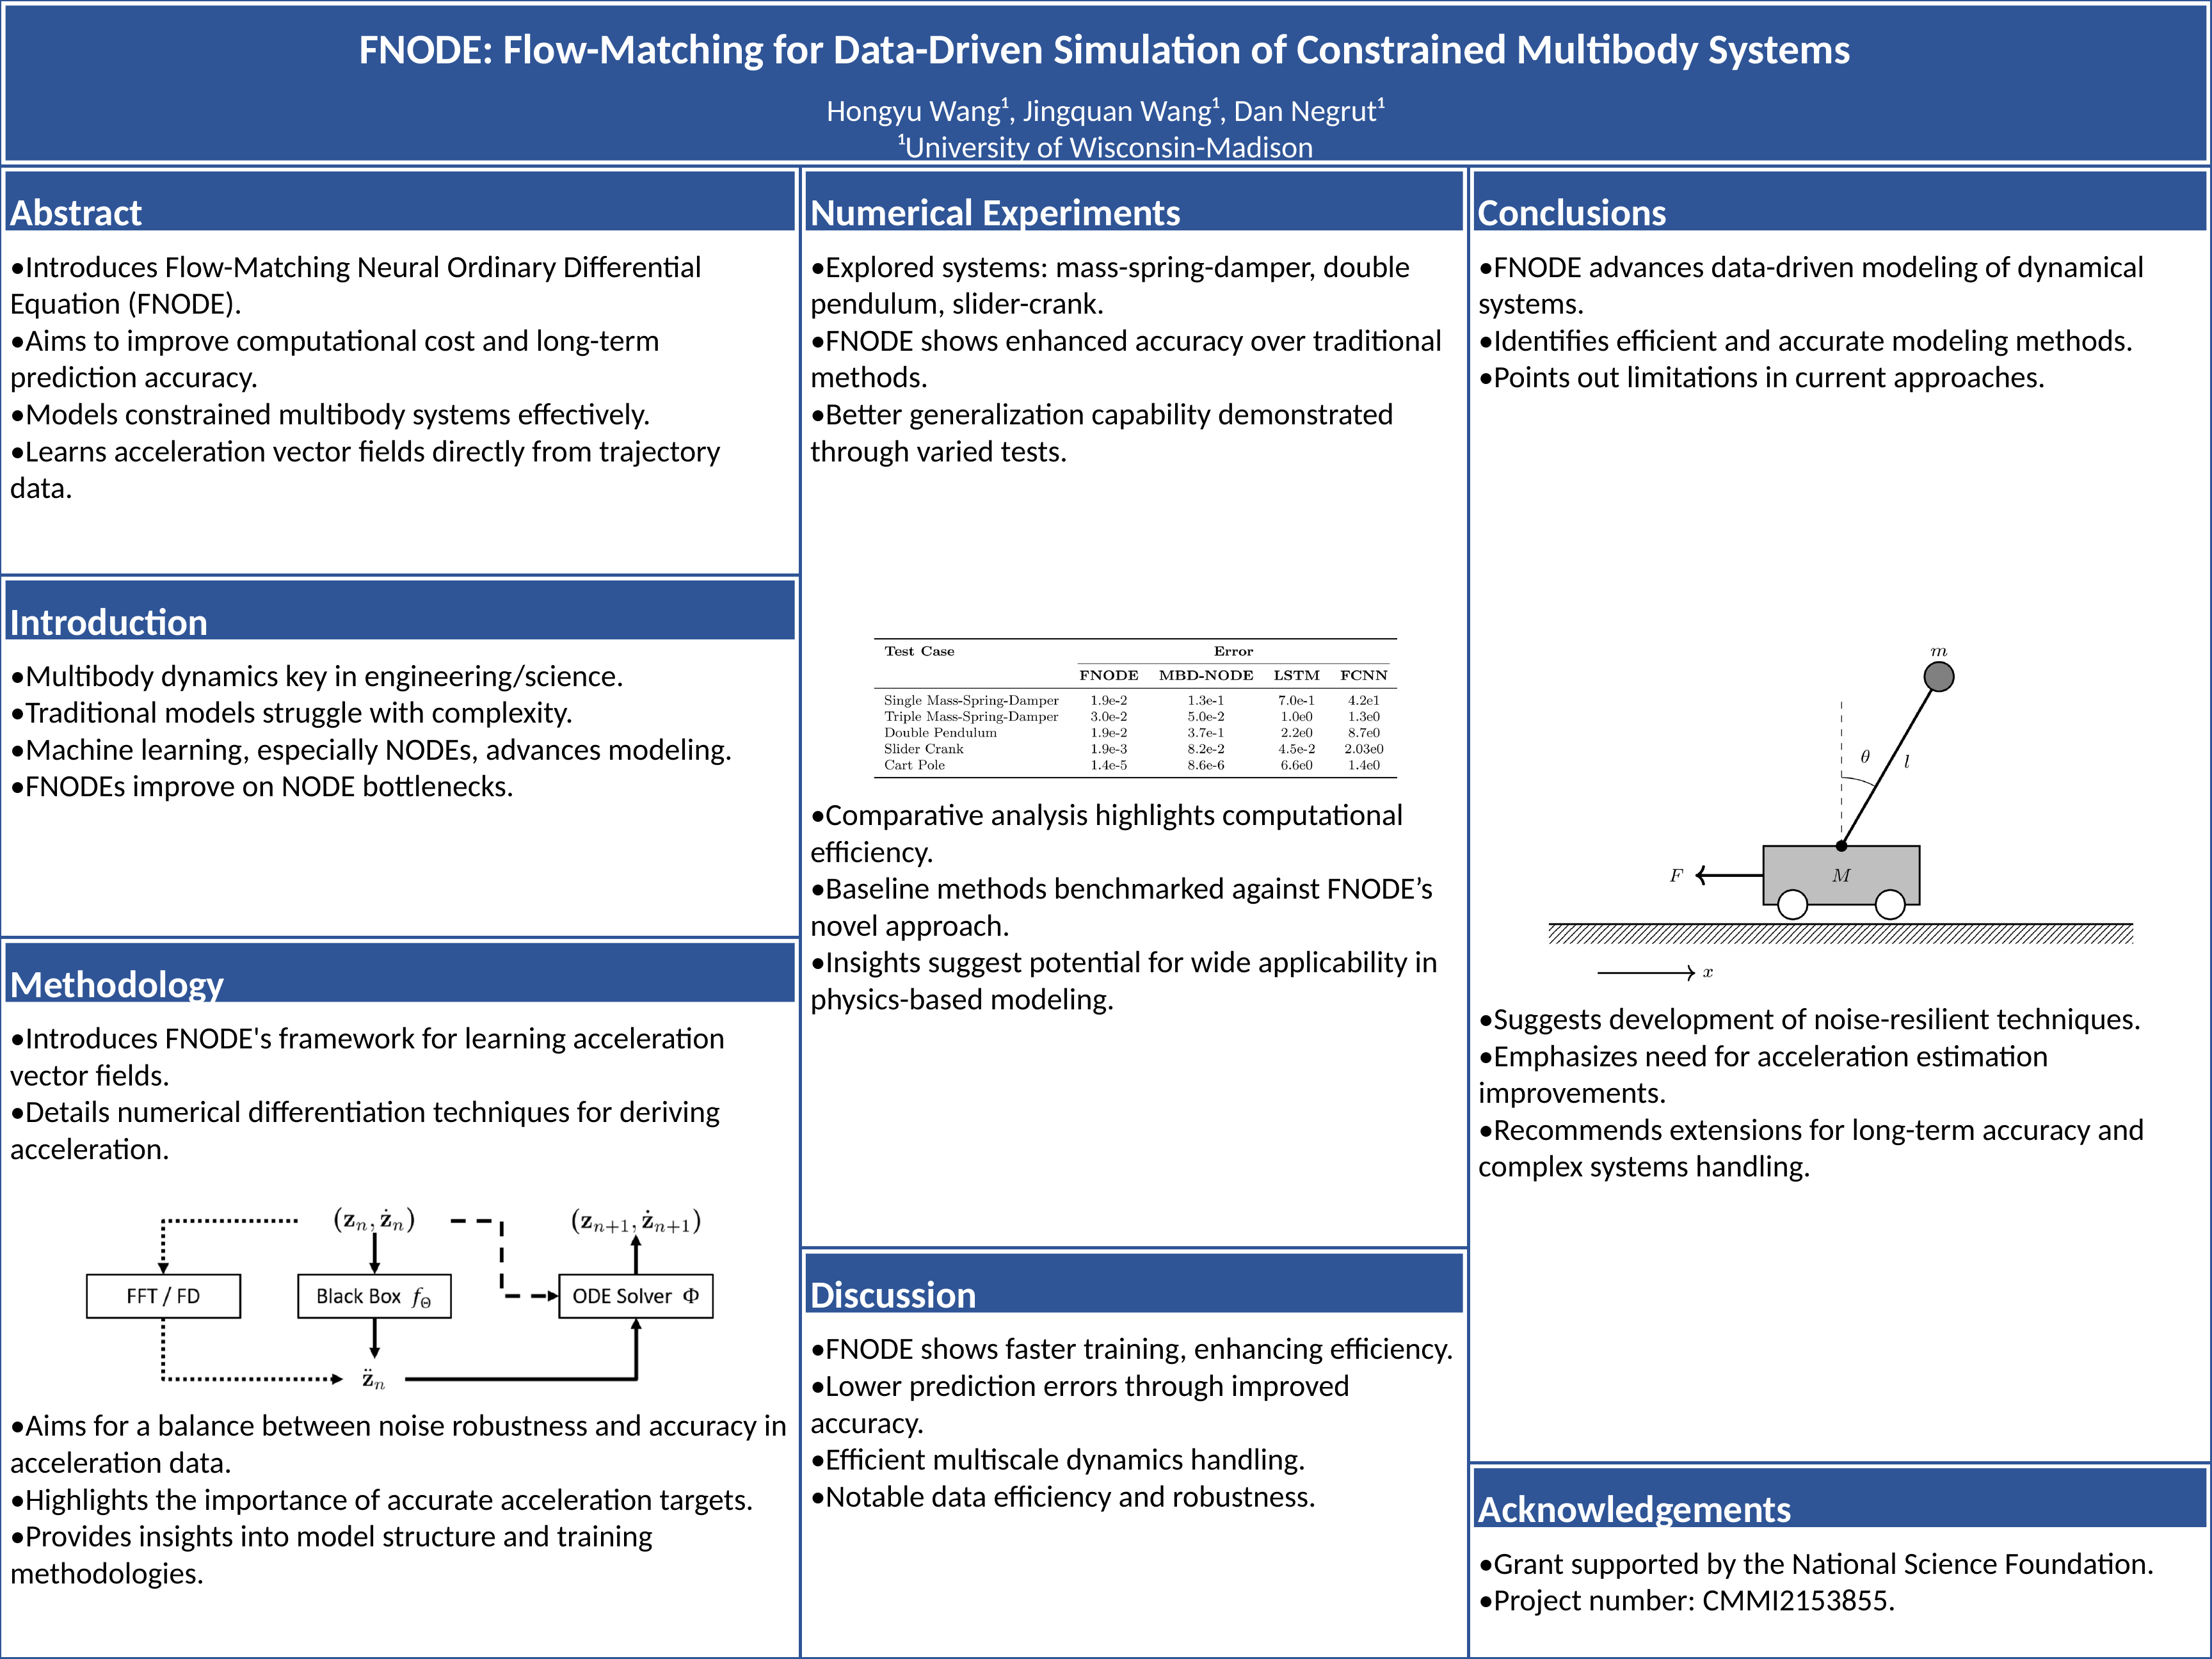 FNODE: Flow-Matching for Data-Driven Simulation of Constrained Multibody Systems
Hongyu Wang¹, Jingquan Wang¹, Dan Negrut¹
¹University of Wisconsin-Madison
Abstract
•Introduces Flow-Matching Neural Ordinary Differential
Equation (FNODE).
•Aims to improve computational cost and long-term
prediction accuracy.
•Models constrained multibody systems effectively.
•Learns acceleration vector fields directly from trajectory
data.
Introduction
•Multibody dynamics key in engineering/science.
•Traditional models struggle with complexity.
•Machine learning, especially NODEs, advances modeling.
•FNODEs improve on NODE bottlenecks.
Methodology
•Introduces FNODE's framework for learning acceleration
vector fields.
•Details numerical differentiation techniques for deriving
acceleration.
(zₙ, żₙ) (zₙ₊₁, żₙ₊₁)
FFT / FD Black Box f_Θ ODE Solver Φ
z̈ₙ
•Aims for a balance between noise robustness and accuracy in
acceleration data.
•Highlights the importance of accurate acceleration targets.
•Provides insights into model structure and training
methodologies.
Numerical Experiments
•Explored systems: mass-spring-damper, double
pendulum, slider-crank.
•FNODE shows enhanced accuracy over traditional
methods.
•Better generalization capability demonstrated
through varied tests.
Test Case Error
FNODE MBD-NODE LSTM FCNN
Single Mass-Spring-Damper 1.9e-2 1.3e-1 7.0e-1 4.2e1
Triple Mass-Spring-Damper 3.0e-2 5.0e-2 1.0e0 1.3e0
Double Pendulum 1.9e-2 3.7e-1 2.2e0 8.7e0
Slider Crank 1.9e-3 8.2e-2 4.5e-2 2.03e0
Cart Pole 1.4e-5 8.6e-6 6.6e0 1.4e0
•Comparative analysis highlights computational
efficiency.
•Baseline methods benchmarked against FNODE’s
novel approach.
•Insights suggest potential for wide applicability in
physics-based modeling.
Discussion
•FNODE shows faster training, enhancing efficiency.
•Lower prediction errors through improved
accuracy.
•Efficient multiscale dynamics handling.
•Notable data efficiency and robustness.
Conclusions
•FNODE advances data-driven modeling of dynamical
systems.
•Identifies efficient and accurate modeling methods.
•Points out limitations in current approaches.
m
θ l
F M
x
•Suggests development of noise-resilient techniques.
•Emphasizes need for acceleration estimation
improvements.
•Recommends extensions for long-term accuracy and
complex systems handling.
Acknowledgements
•Grant supported by the National Science Foundation.
•Project number: CMMI2153855.